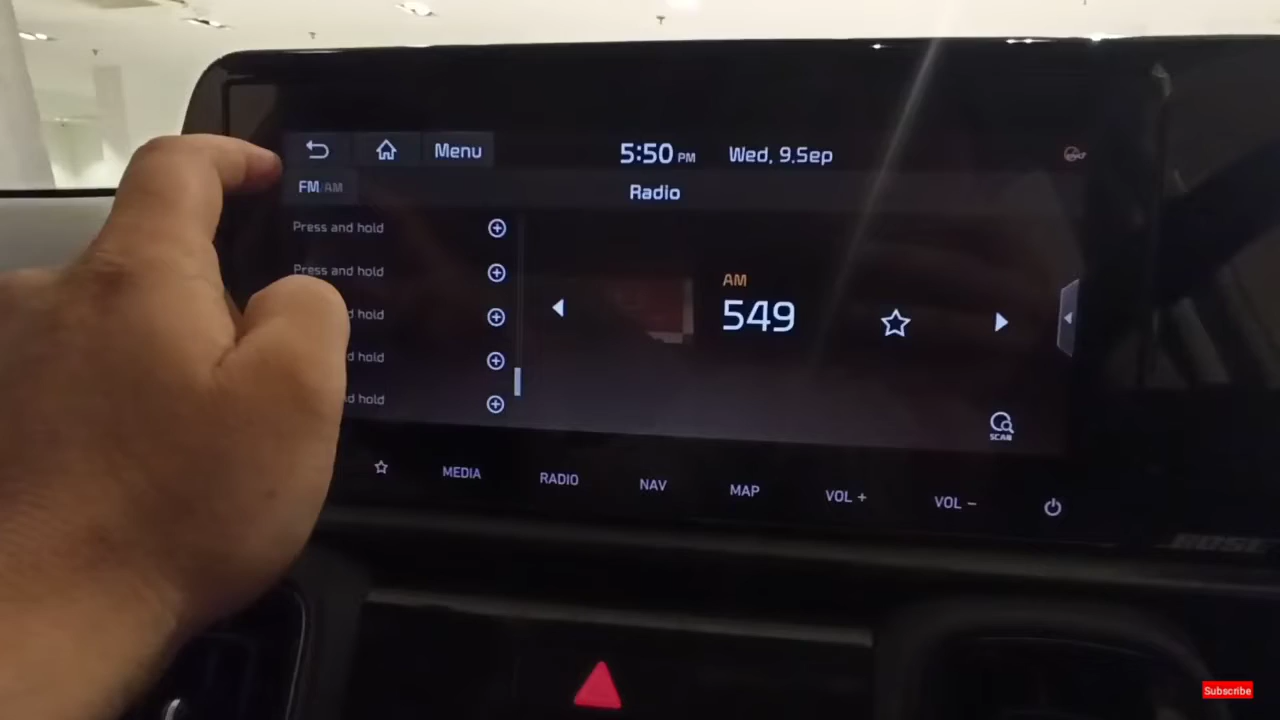 Menu
5:50 PM
Wed, 9.Sep
FM/AM
Radio
Press and hold
Press and hold
d hold
d hold
d hold
AM
549
SCAN
MEDIA
RADIO
NAV
MAP
VOL +
VOL -
BOSE
Subscribe